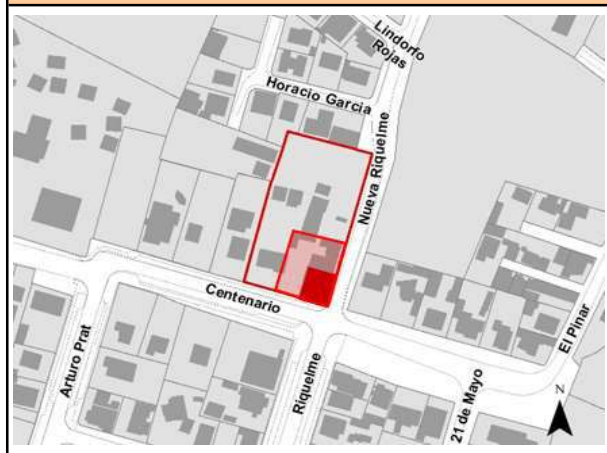 Lindorfo
Rojas
Horacio Garcia
Nueva Riquelme
Centenario
El Pinar
Arturo Prat
Riquelme
21 de Mayo
N